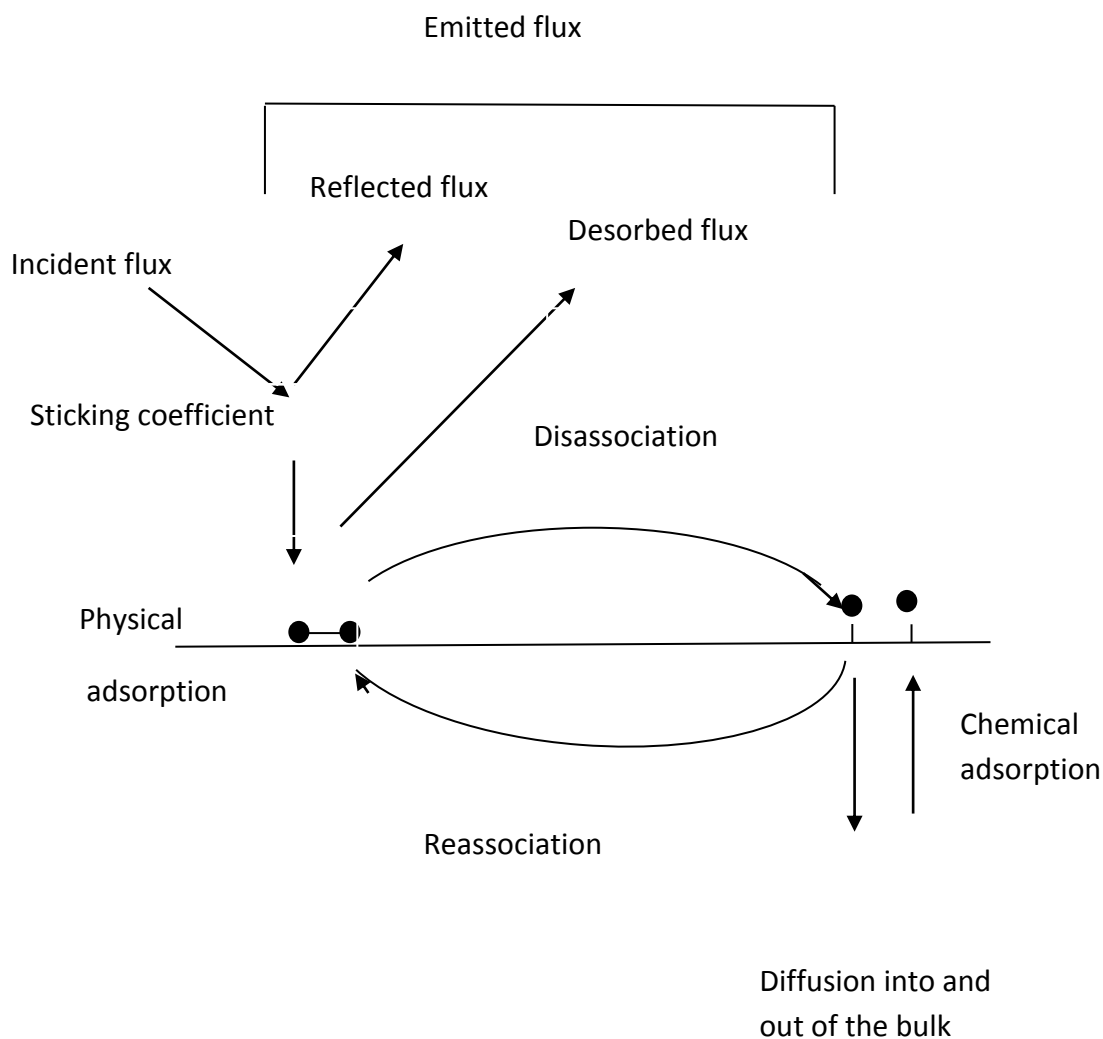 Emitted flux
Reflected flux
Desorbed flux
Incident flux
Sticking coefficient
Disassociation
Physical
adsorption
Chemical
adsorption
Reassociation
Diffusion into and
out of the bulk